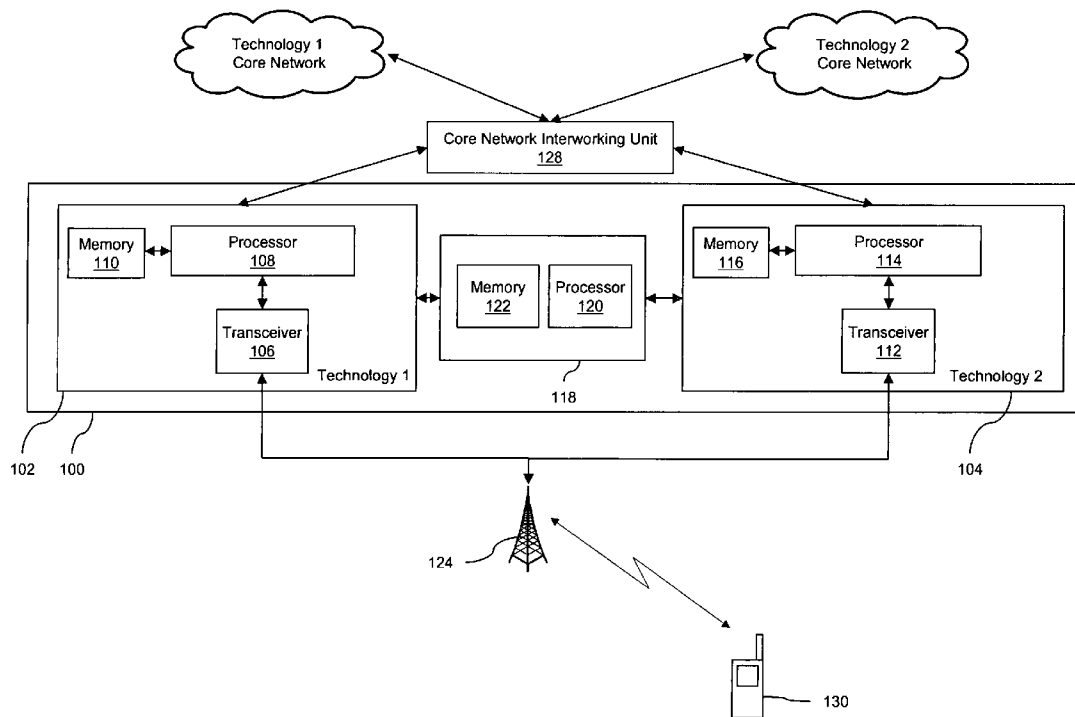 Technology 1
Core Network
Technology 2
Core Network
Core Network Interworking Unit
128
Memory
110
Processor
108
Transceiver
106
Technology 1
Memory
122
Processor
120
118
Memory
116
Processor
114
Transceiver
112
Technology 2
102
100
104
124
130